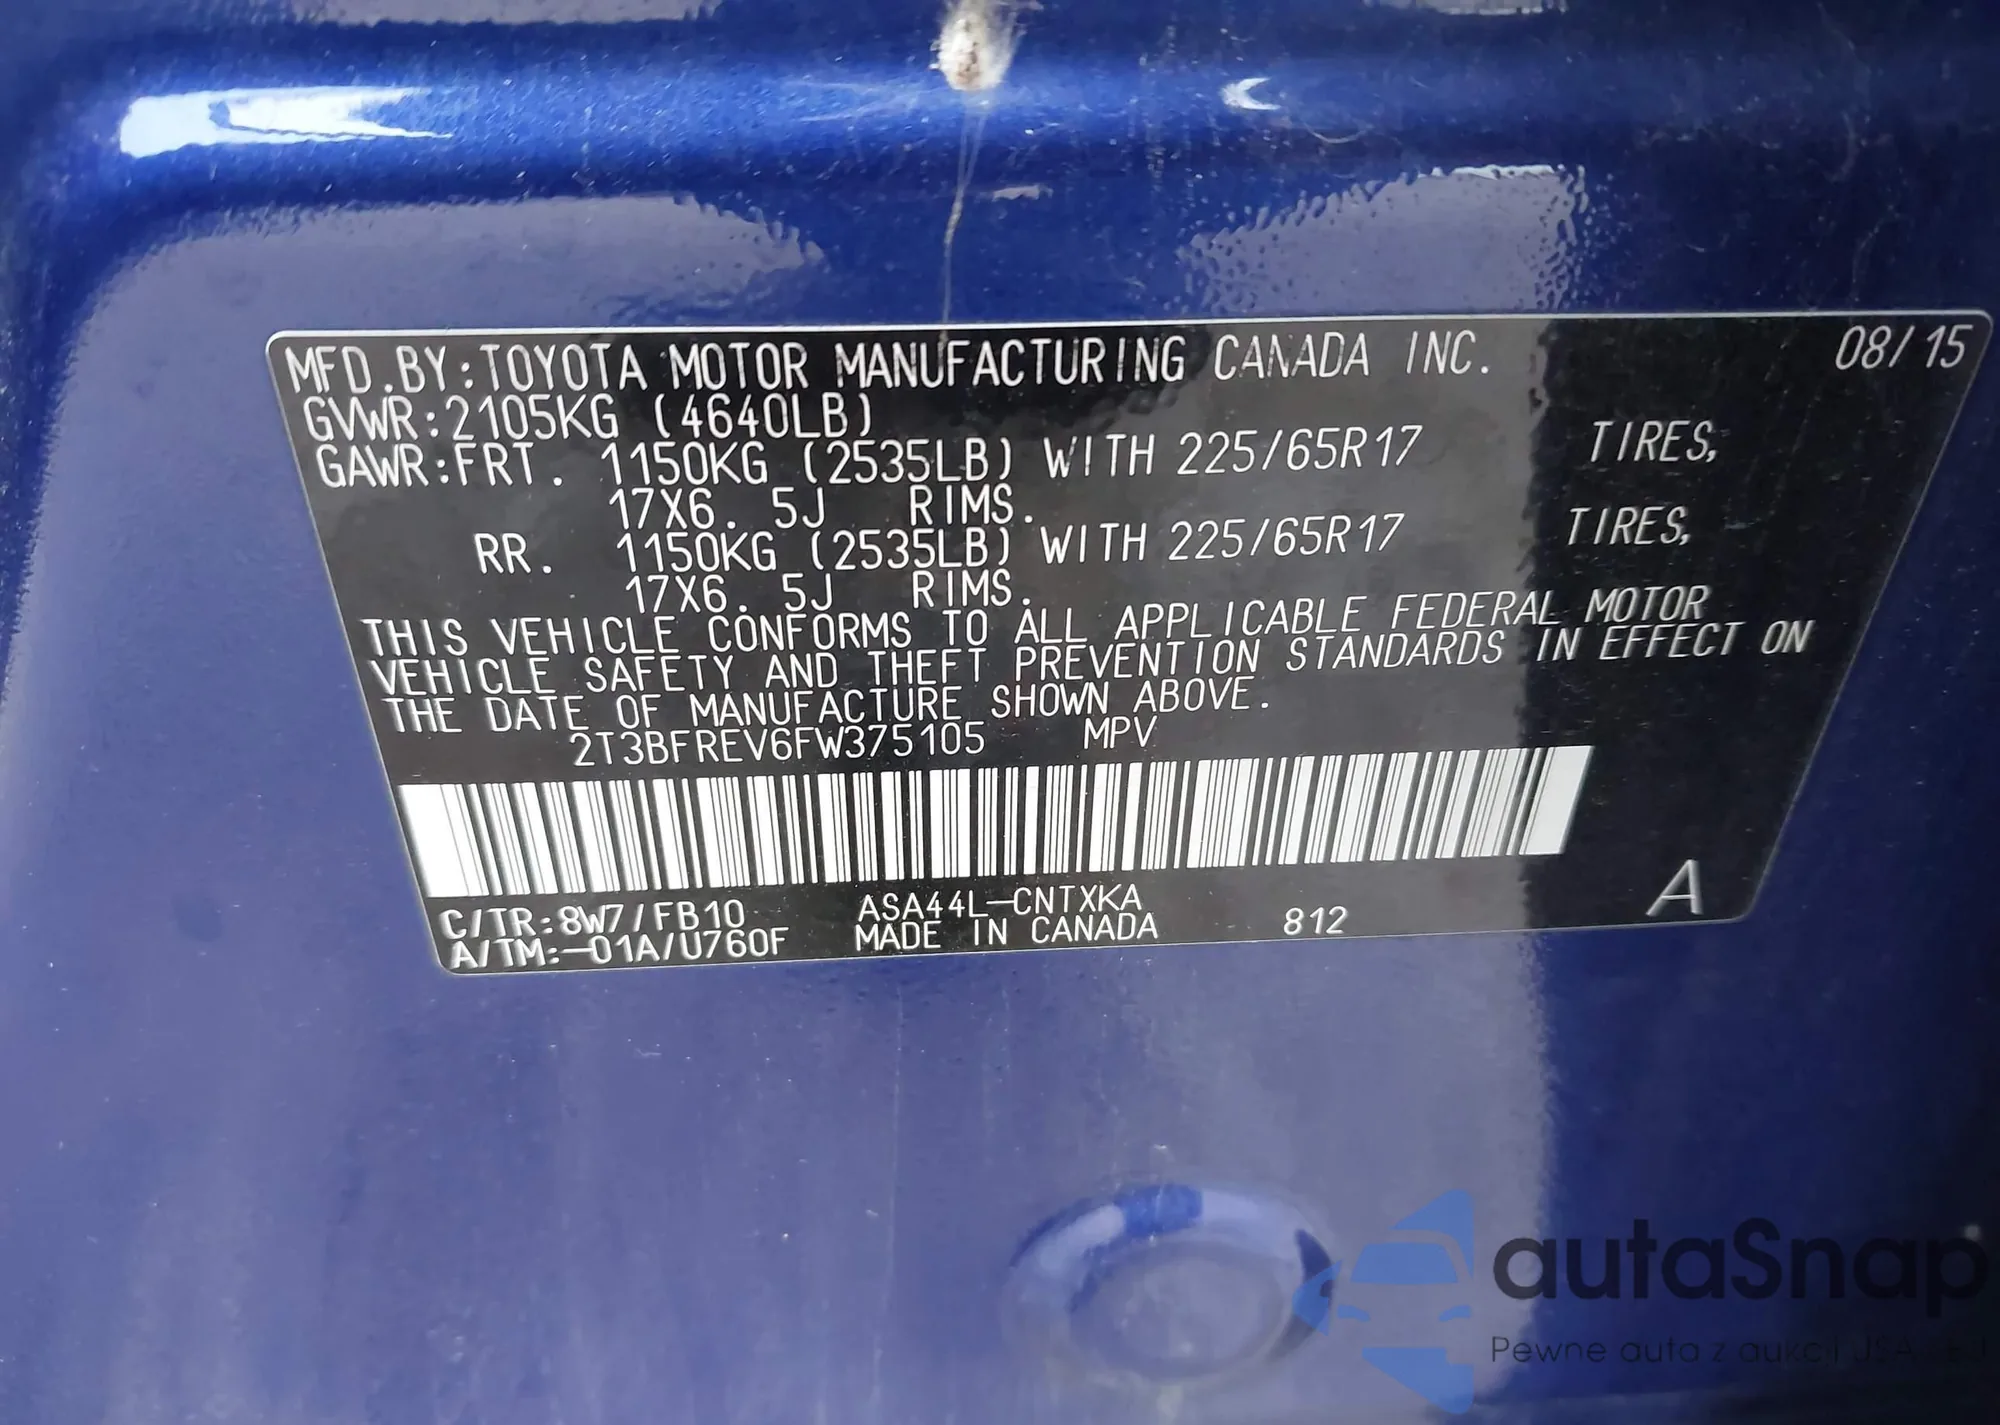 MFD.BY:TOYOTA MOTOR MANUFACTURING CANADA INC. 08/15
GVWR:2105KG (4640LB)
GAWR:FRT. 1150KG (2535LB) WITH 225/65R17 TIRES,
17X6.5J RIMS.
RR. 1150KG (2535LB) WITH 225/65R17 TIRES,
17X6.5J RIMS.
THIS VEHICLE CONFORMS TO ALL APPLICABLE FEDERAL MOTOR
VEHICLE SAFETY AND THEFT PREVENTION STANDARDS IN EFFECT ON
THE DATE OF MANUFACTURE SHOWN ABOVE.
2T3BFREV6FW375105 MPV
C/TR:8W7/FB10 ASA44L-CNTXKA
A/TM:-01A/U760F MADE IN CANADA 812 A
autaSnap
Pewne auta z aukcji